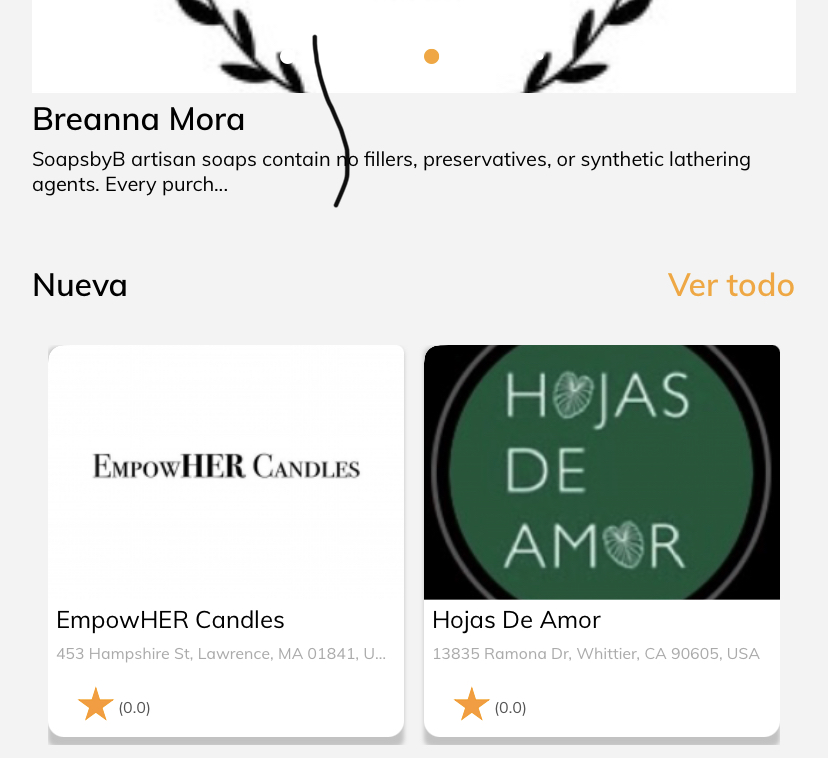 Breanna Mora
SoapsbyB artisan soaps contain no fillers, preservatives, or synthetic lathering
agents. Every purch...
Nueva
Ver todo
EMPOWHER CANDLES
HOJAS
DE
AMOR
EmpowHER Candles
453 Hampshire St, Lawrence, MA 01841, U...
(0.0)
Hojas De Amor
13835 Ramona Dr, Whittier, CA 90605, USA
(0.0)